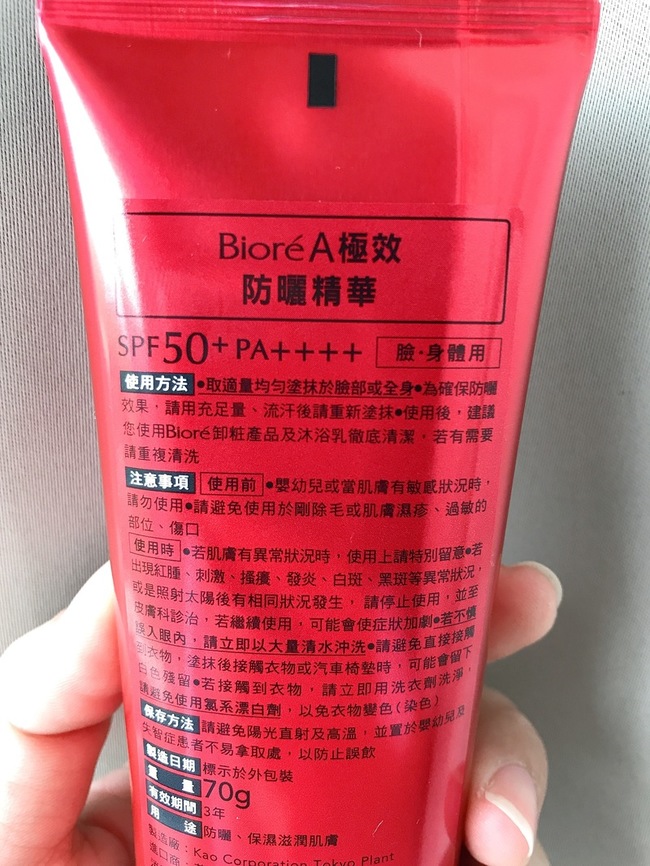 Bioré A極效
防曬精華
SPF50+ PA++++ 臉・身體用
使用方法 ●取適量均勻塗抹於臉部或全身●為確保防曬
效果，請用充足量、流汗後請重新塗抹●使用後，建議
您使用Bioré卸粧產品及沐浴乳徹底清潔，若有需要
請重複清洗
注意事項 使用前 ●嬰幼兒或當肌膚有敏感狀況時，
請勿使用●請避免使用於剛除毛或肌膚濕疹、過敏的
部位、傷口
使用時 ●若肌膚有異常狀況時，使用上請特別留意●若
出現紅腫、刺激、搔癢、發炎、白斑、黑斑等異常狀況，
或是照射太陽後有相同狀況發生，請停止使用，並至
皮膚科診治，若繼續使用，可能會使症狀加劇●若不慎
誤入眼內，請立即以大量清水沖洗●請避免直接接觸
到衣物，塗抹後接觸衣物或汽車椅墊時，可能會留下
白色殘留●若接觸到衣物，請立即用洗衣劑洗淨，
請避免使用氯系漂白劑，以免衣物變色(染色)
保存方法 請避免陽光直射及高溫，並置於嬰幼兒及
失智症患者不易拿取處，以防止誤飲
製造日期 標示於外包裝
重量 70g
有效期間 3年
用途 防曬、保濕滋潤肌膚
製造廠：Kao Corporation Tokyo Plant
進口商：